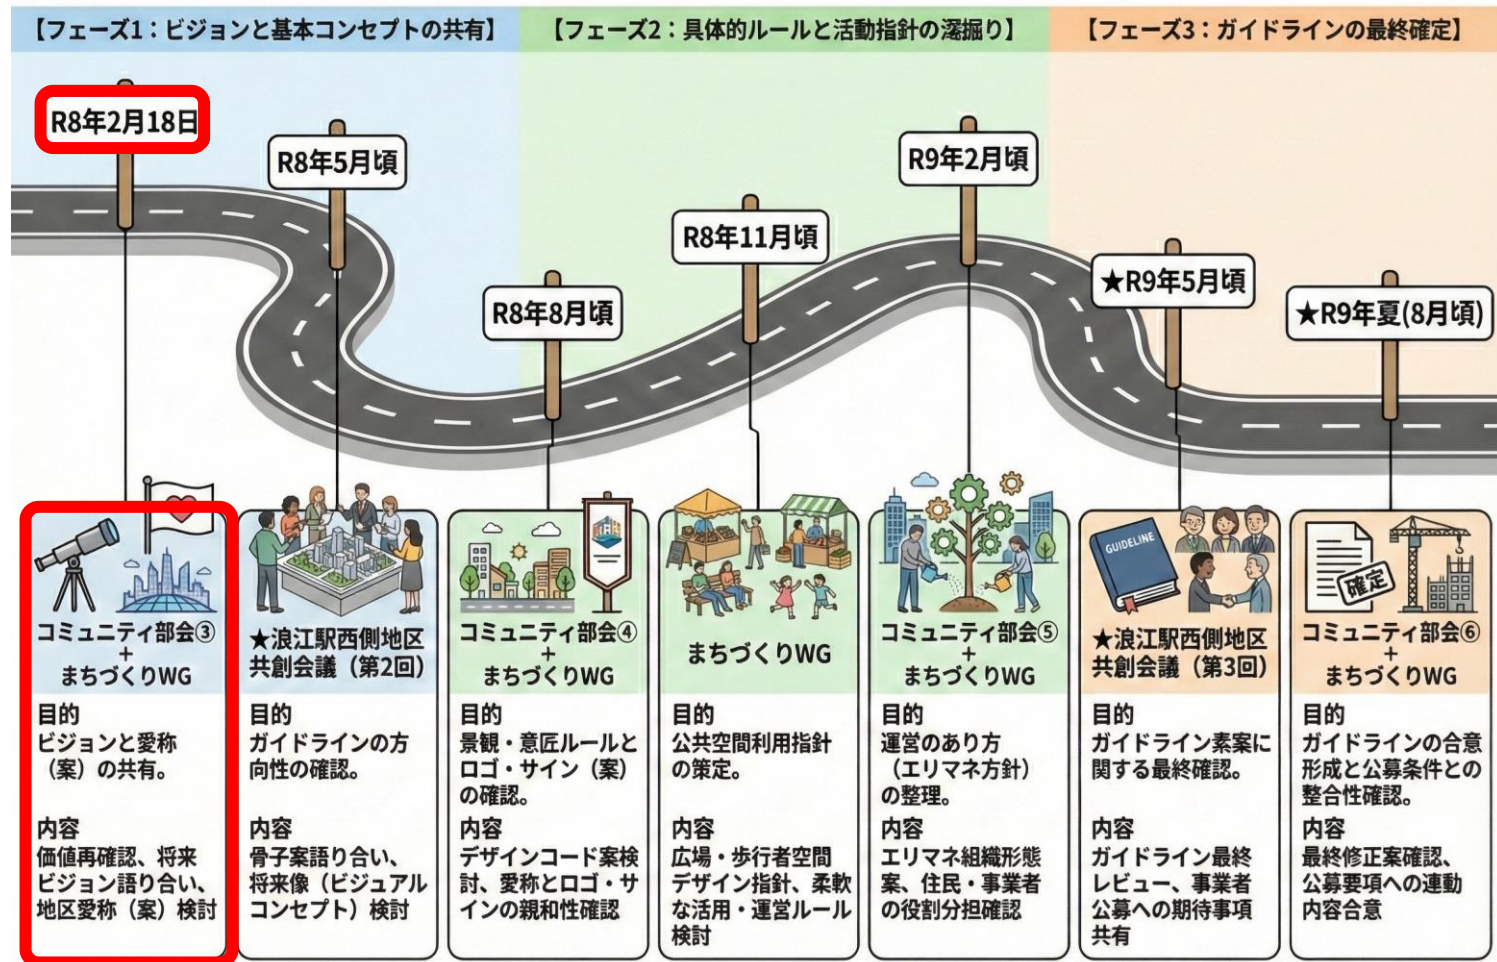 【フェーズ1：ビジョンと基本コンセプトの共有】
【フェーズ2：具体的ルールと活動指針の深掘り】
【フェーズ3：ガイドラインの最終確定】
R8年2月18日
R8年5月頃
R8年8月頃
R8年11月頃
R9年2月頃
★R9年5月頃
★R9年夏(8月頃)
コミュニティ部会③
+
まちづくりWG
目的
ビジョンと愛称
（案）の共有。
内容
価値再確認、将来
ビジョン語り合い、
地区愛称（案）検討
★浪江駅西側地区
共創会議（第2回）
目的
ガイドラインの方
向性の確認。
内容
骨子案語り合い、
将来像（ビジュアル
コンセプト）検討
コミュニティ部会④
+
まちづくりWG
目的
景観・意匠ルールと
ロゴ・サイン（案）
の確認。
内容
デザインコード案検
討、愛称とロゴ・サ
インの親和性確認
まちづくりWG
目的
公共空間利用指針
の策定。
内容
広場・歩行者空間
デザイン指針、柔軟
な活用・運営ルール
検討
コミュニティ部会⑤
+
まちづくりWG
目的
運営のあり方
（エリマネ方針）
の整理。
内容
エリマネ組織形態
案、住民・事業者
の役割分担確認
GUIDELINE
★浪江駅西側地区
共創会議（第3回）
目的
ガイドライン素案に
関する最終確認。
内容
ガイドライン最終
レビュー、事業者
公募への期待事項
共有
確定
コミュニティ部会⑥
+
まちづくりWG
目的
ガイドラインの合意
形成と公募条件との
整合性確認。
内容
最終修正案確認、
公募要項への連動
内容合意